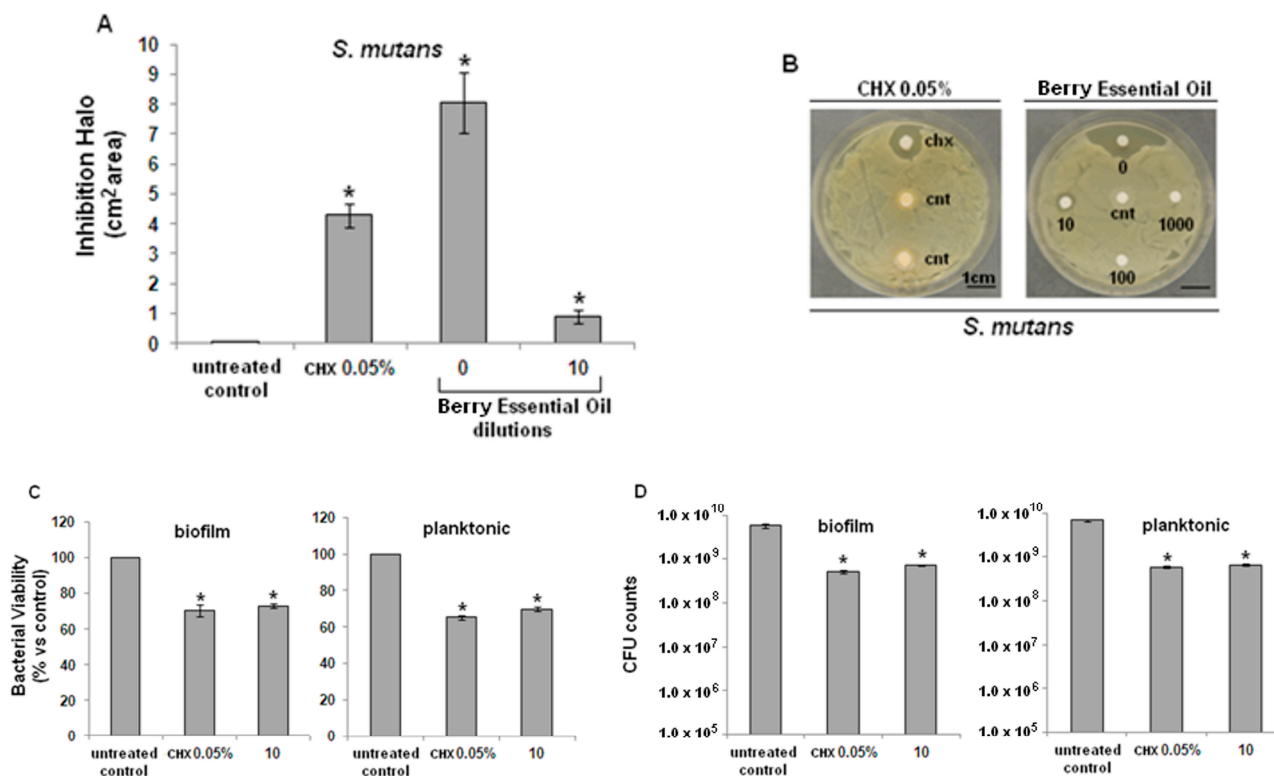 A
S. mutans
Inhibition Halo
(cm² area)
10
9
8
7
6
5
4
3
2
1
0
*
*
*
untreated
control
CHX 0.05%
0
10
Berry Essential Oil
dilutions
B
CHX 0.05%
Berry Essential Oil
chx
cnt
cnt
1cm
0
10
cnt
1000
100
S. mutans
C
Bacterial Viability
(% vs control)
biofilm
120
100
80
60
40
20
0
*
*
untreated
control
CHX 0.05%
10
planktonic
120
100
80
60
40
20
0
*
*
untreated
control
CHX 0.05%
10
D
CFU counts
biofilm
1.0 x 10¹⁰
1.0 x 10⁹
1.0 x 10⁸
1.0 x 10⁷
1.0 x 10⁶
1.0 x 10⁵
*
*
untreated
control
CHX 0.05%
10
planktonic
1.0 x 10¹⁰
1.0 x 10⁹
1.0 x 10⁸
1.0 x 10⁷
1.0 x 10⁶
1.0 x 10⁵
*
*
untreated
control
CHX 0.05%
10